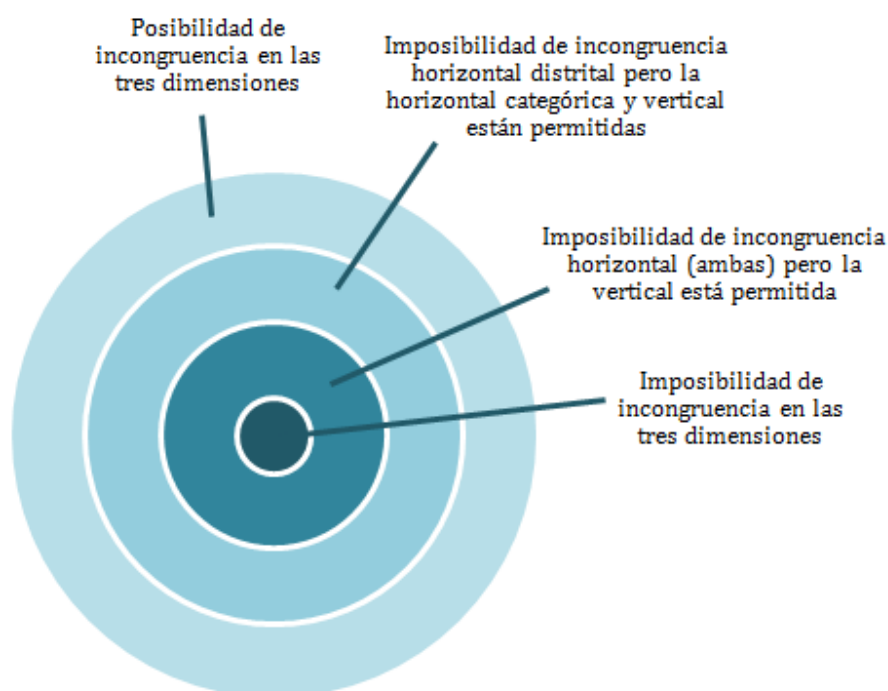 Posibilidad de
incongruencia en las
tres dimensiones
Imposibilidad de incongruencia
horizontal distrital pero la
horizontal categórica y vertical
están permitidas
Imposibilidad de incongruencia
horizontal (ambas) pero la
vertical está permitida
Imposibilidad de
incongruencia en las
tres dimensiones